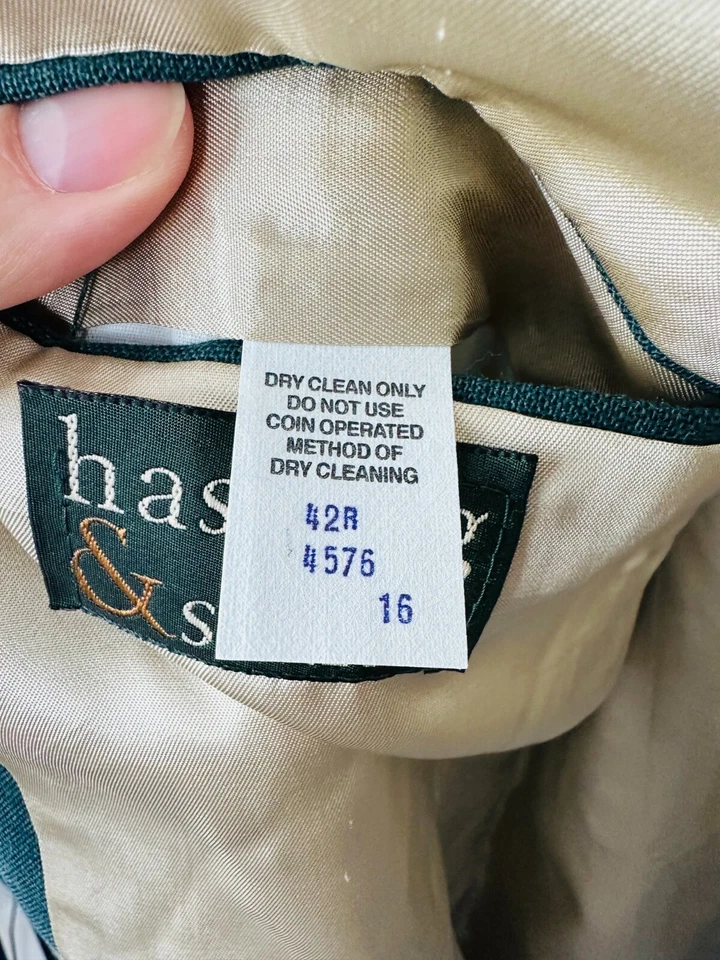 DRY CLEAN ONLY
DO NOT USE
COIN OPERATED
METHOD OF
DRY CLEANING
42R
4576
16
&